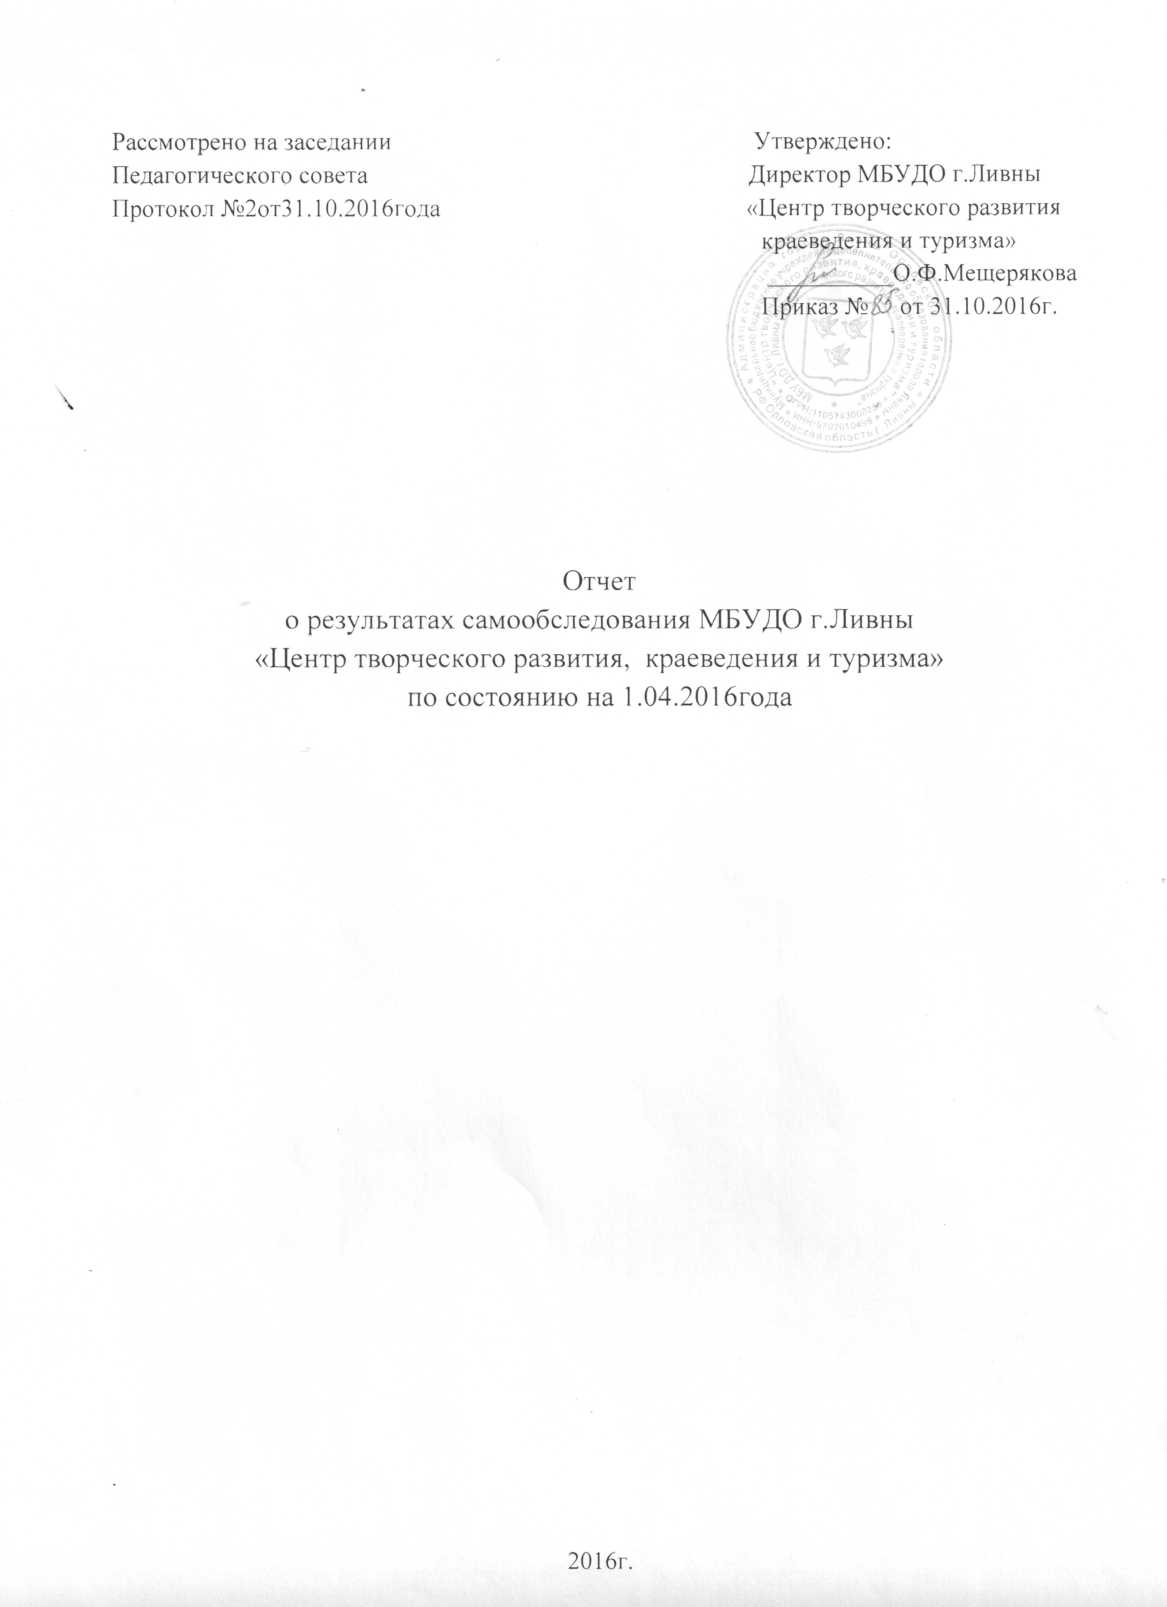 Рассмотрено на заседании
Педагогического совета
Протокол №2от31.10.2016года
Утверждено:
Директор МБУДО г.Ливны
«Центр творческого развития
краеведения и туризма»
О.Ф.Мещерякова
Приказ №85 от 31.10.2016г.
Отчет
о результатах самообследования МБУДО г.Ливны
«Центр творческого развития, краеведения и туризма»
по состоянию на 1.04.2016года
2016г.